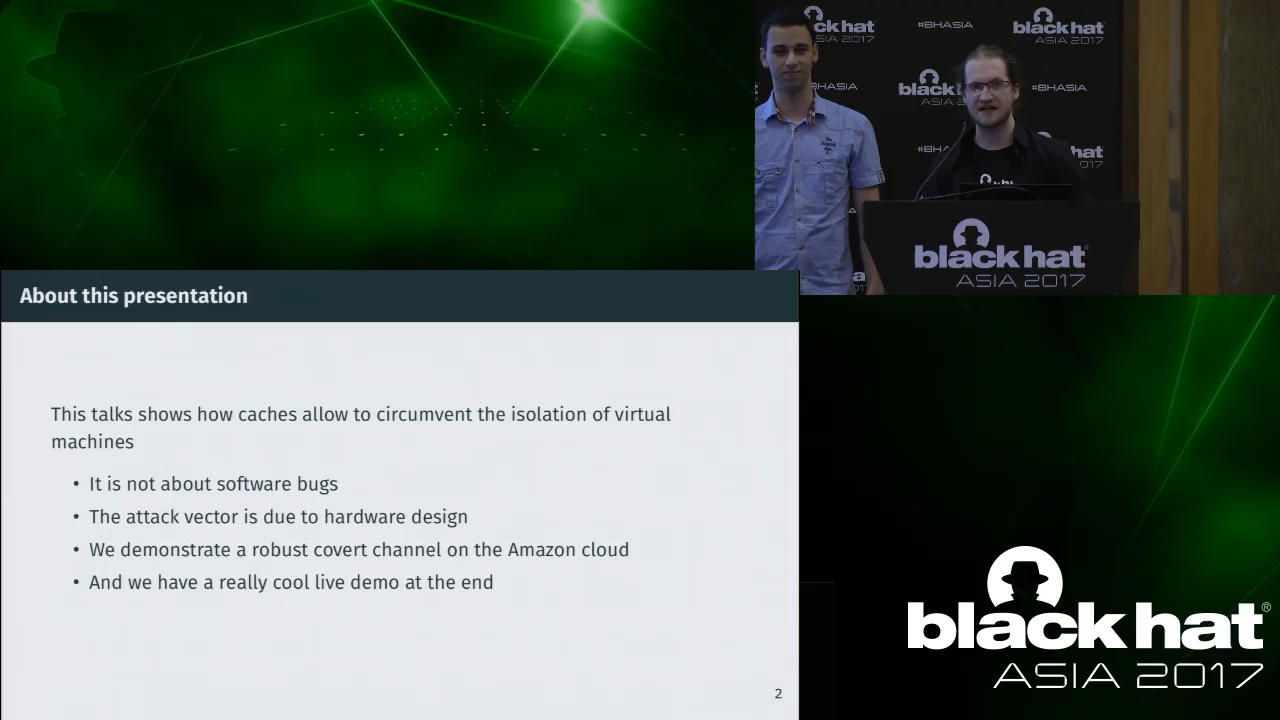 ck hat
ASIA 2017
#BHASIA
black hat
ASIA 2017
#BHASIA
black
ASIA
#BHASIA
#BHA
hat
2017
black hat
ASIA 2017
About this presentation
This talks shows how caches allow to circumvent the isolation of virtual
machines
• It is not about software bugs
• The attack vector is due to hardware design
• We demonstrate a robust covert channel on the Amazon cloud
• And we have a really cool live demo at the end
2
black hat®
ASIA 2017